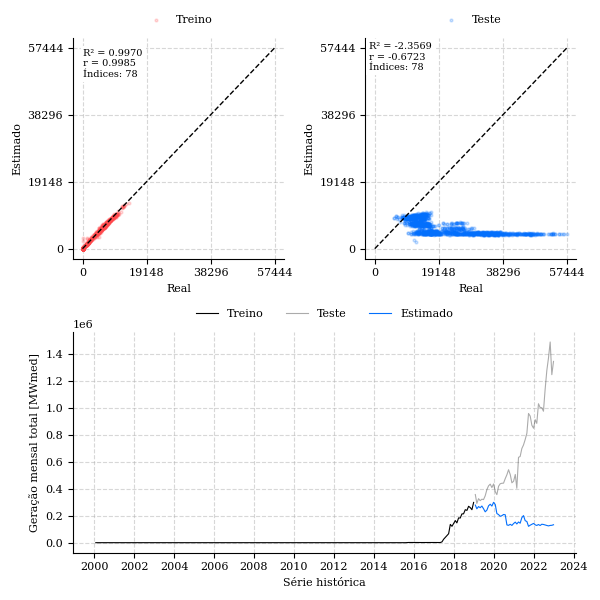 Treino
R² = 0.9970
r = 0.9985
Índices: 78
57444
38296
19148
0
Estimado
0 19148 38296 57444
Real
Teste
R² = -2.3569
r = -0.6723
Índices: 78
57444
38296
19148
0
Estimado
0 19148 38296 57444
Real
Treino Teste Estimado
1e6
1.4
1.2
1.0
0.8
0.6
0.4
0.2
0.0
Geração mensal total [MWmed]
2000 2002 2004 2006 2008 2010 2012 2014 2016 2018 2020 2022 2024
Série histórica